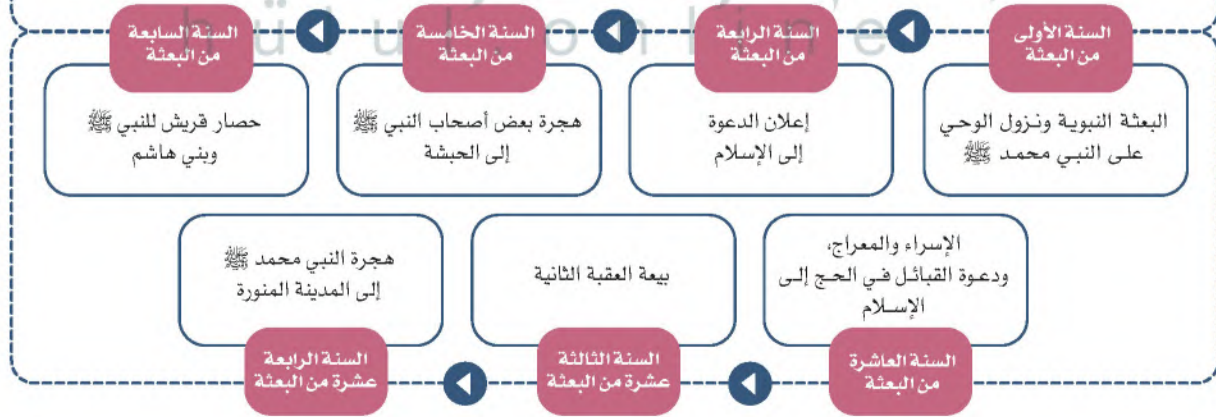 السنة الأولى
من البعثة
البعثة النبوية ونزول الوحي
على النبي محمد ﷺ
السنة الرابعة
من البعثة
إعلان الدعوة
إلى الإسلام
السنة الخامسة
من البعثة
هجرة بعض أصحاب النبي ﷺ
إلى الحبشة
السنة السابعة
من البعثة
حصار قريش للنبي ﷺ
وبني هاشم
الإسراء والمعراج،
ودعوة القبائل في الحج إلى
الإسلام
السنة العاشرة
من البعثة
بيعة العقبة الثانية
السنة الثالثة
عشرة من البعثة
هجرة النبي محمد ﷺ
إلى المدينة المنورة
السنة الرابعة
عشرة من البعثة